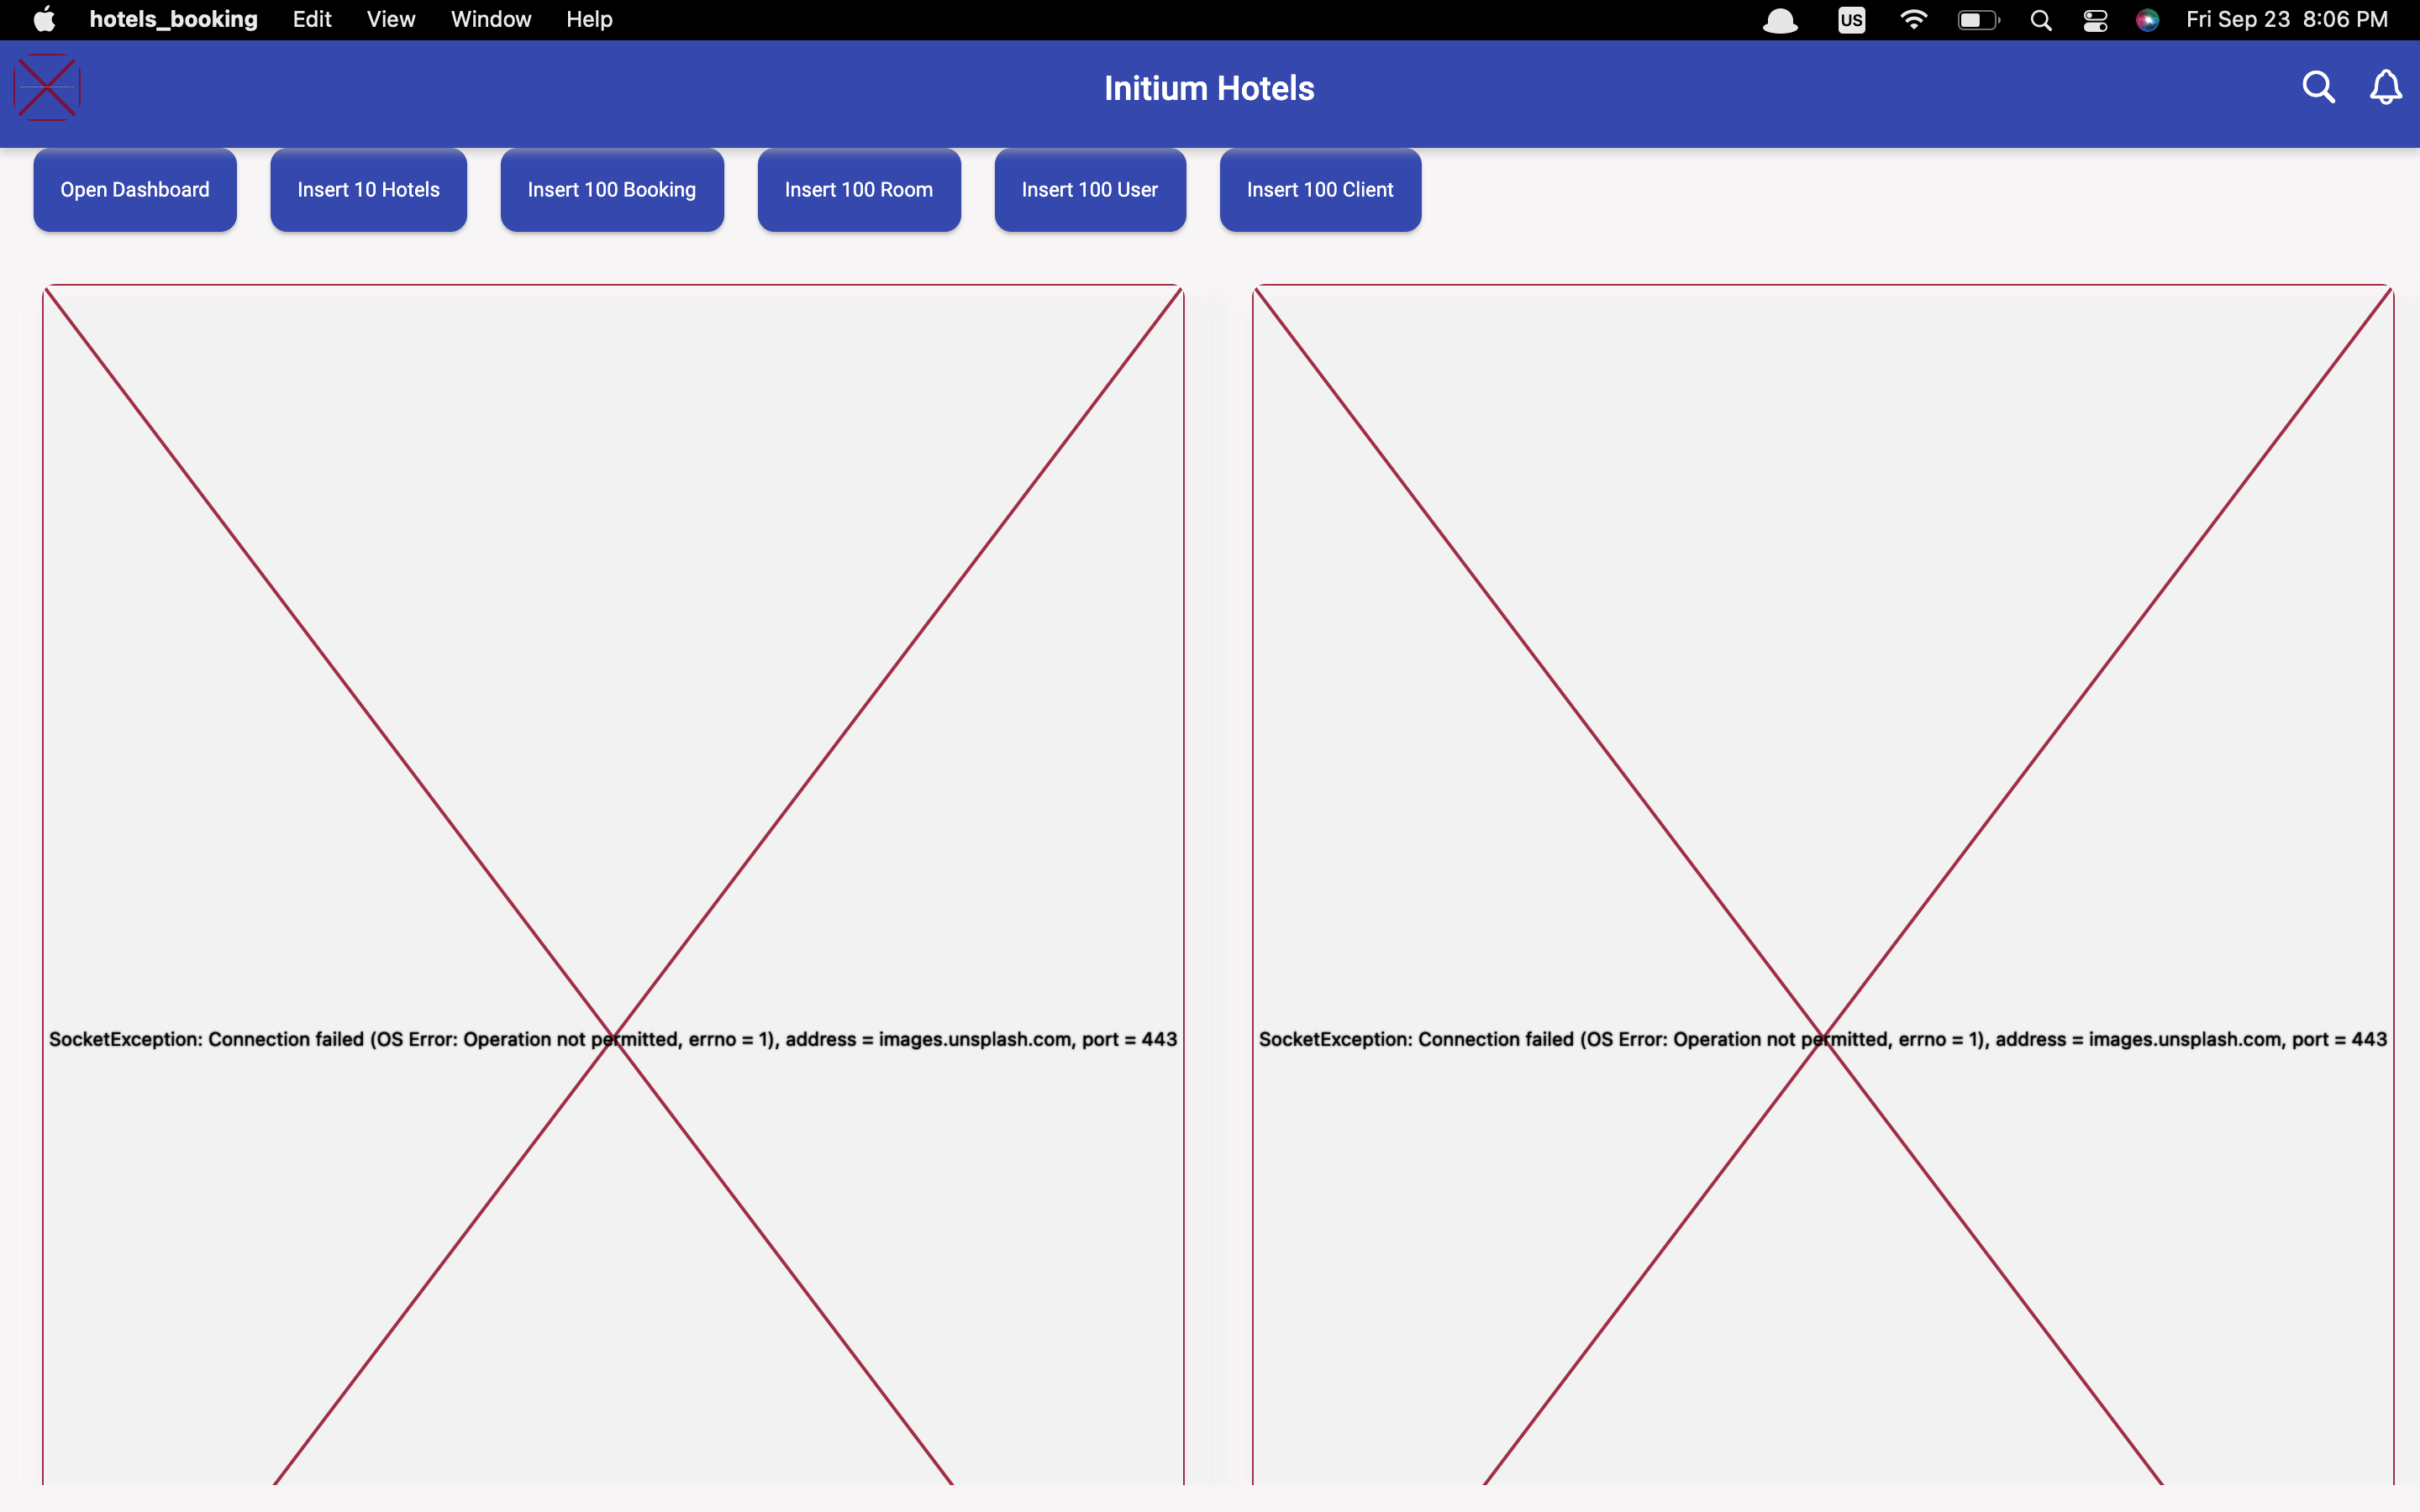 hotels_booking Edit View Window Help US Fri Sep 23 8:06 PM
Initium Hotels
Open Dashboard Insert 10 Hotels Insert 100 Booking Insert 100 Room Insert 100 User Insert 100 Client
SocketException: Connection failed (OS Error: Operation not permitted, errno = 1), address = images.unsplash.com, port = 443
SocketException: Connection failed (OS Error: Operation not permitted, errno = 1), address = images.unsplash.com, port = 443